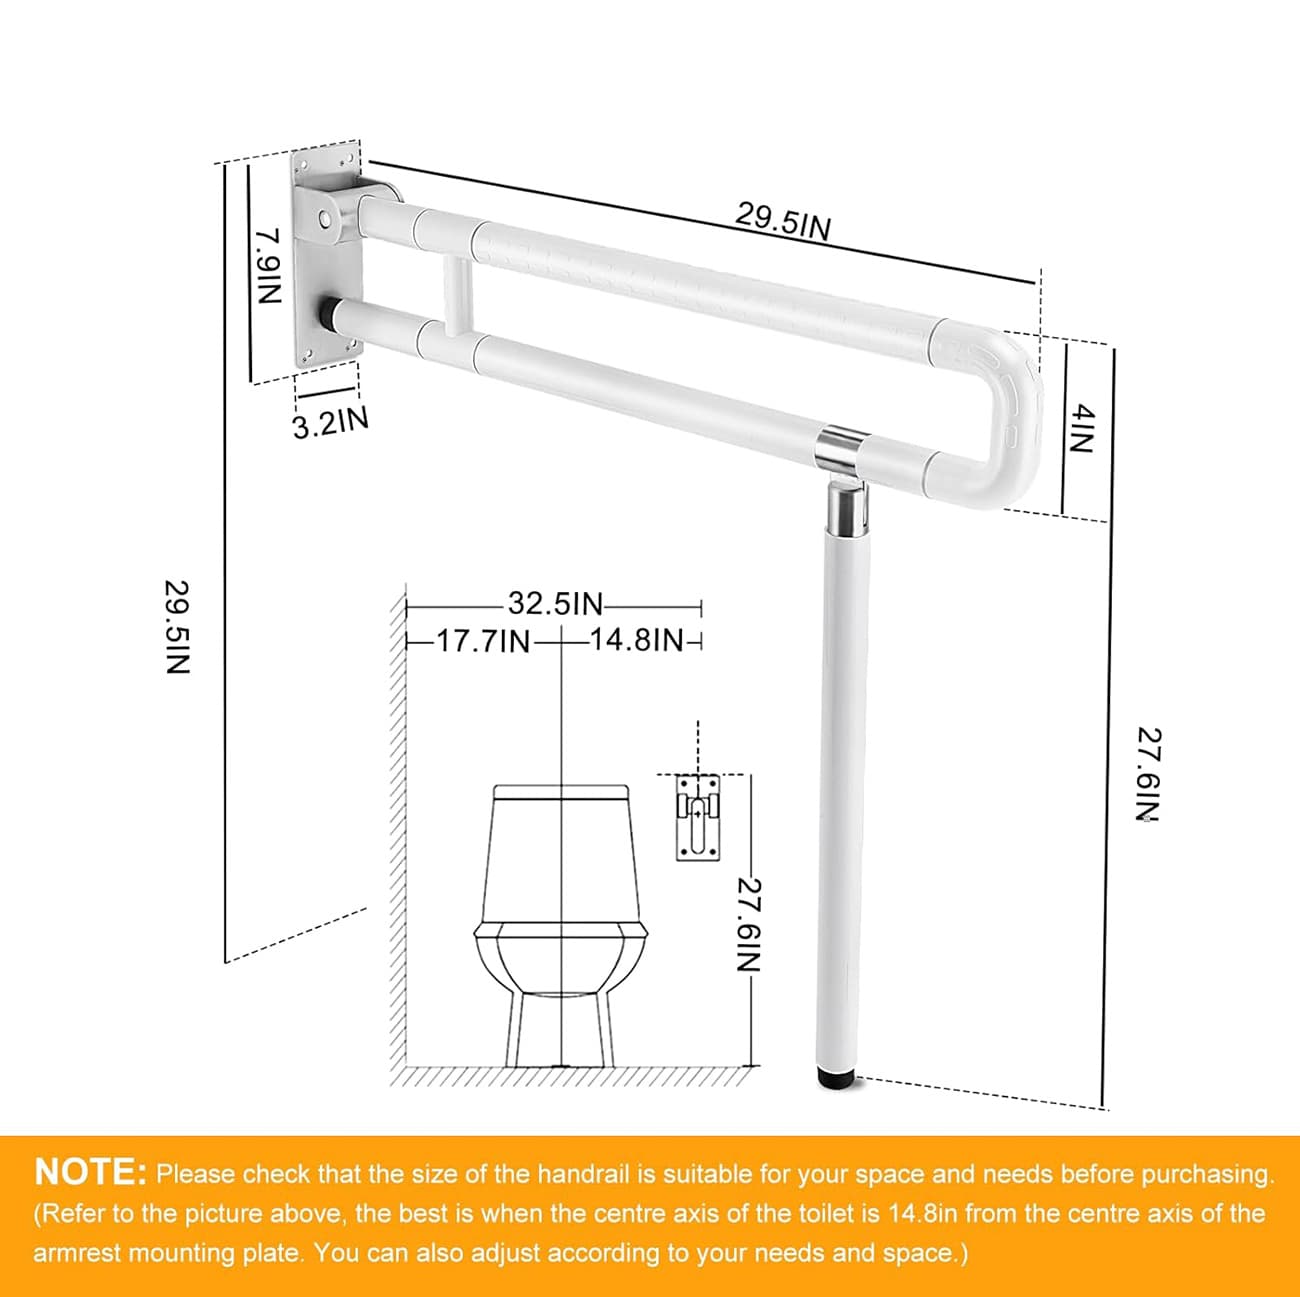 29.5IN
7.9IN
3.2IN
4IN
29.5IN
32.5IN
17.7IN
14.8IN
27.6IN
27.6IN
NOTE: Please check that the size of the handrail is suitable for your space and needs before purchasing.
(Refer to the picture above, the best is when the centre axis of the toilet is 14.8in from the centre axis of the
armrest mounting plate. You can also adjust according to your needs and space.)